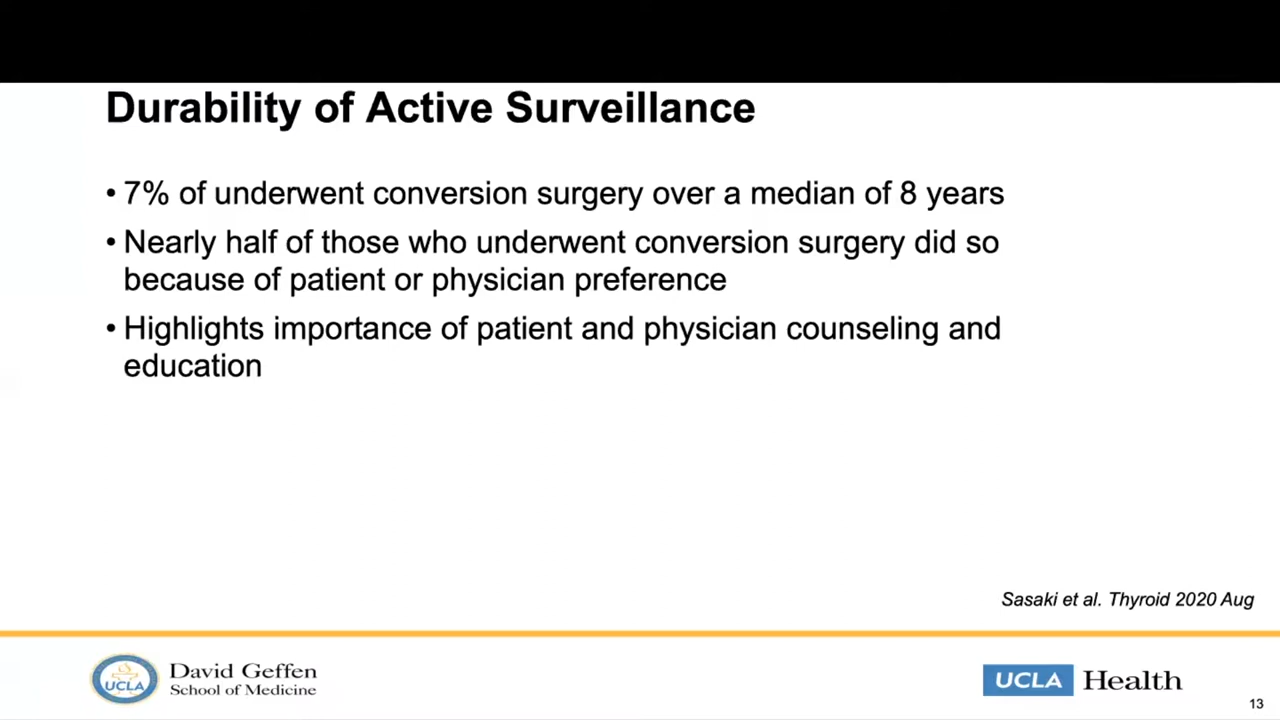 Durability of Active Surveillance
• 7% of underwent conversion surgery over a median of 8 years
• Nearly half of those who underwent conversion surgery did so
because of patient or physician preference
• Highlights importance of patient and physician counseling and
education
Sasaki et al. Thyroid 2020 Aug
UCLA
David Geffen
School of Medicine
UCLA Health
13